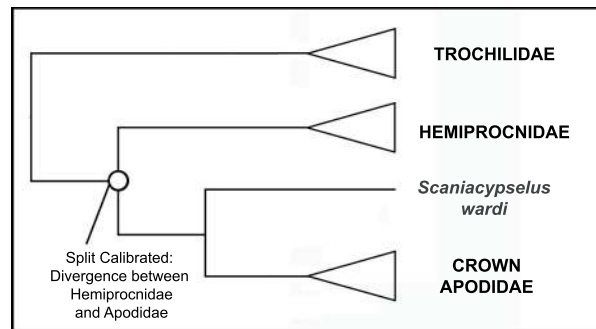 TROCHILIDAE
HEMIPROCNIDAE
Scaniacypselus
wardi
Split Calibrated:
Divergence between
Hemiprocnidae
and Apodidae
CROWN
APODIDAE